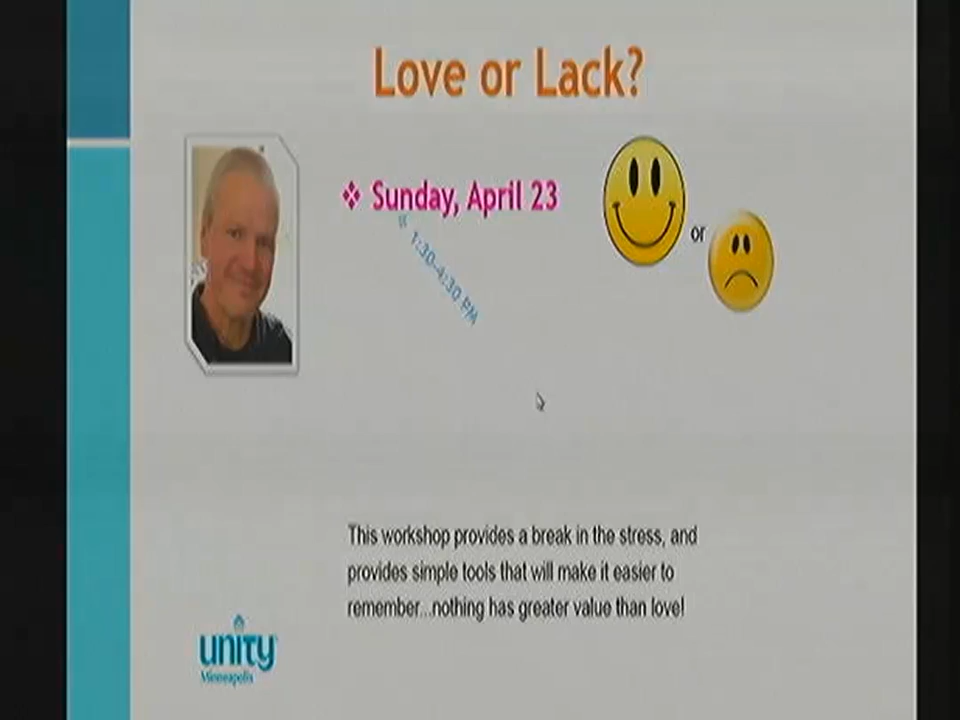 Love or Lack?
Sunday, April 23
1:30-4:30 PM
or
This workshop provides a break in the stress, and
provides simple tools that will make it easier to
remember...nothing has greater value than love!
unity
Minneapolis